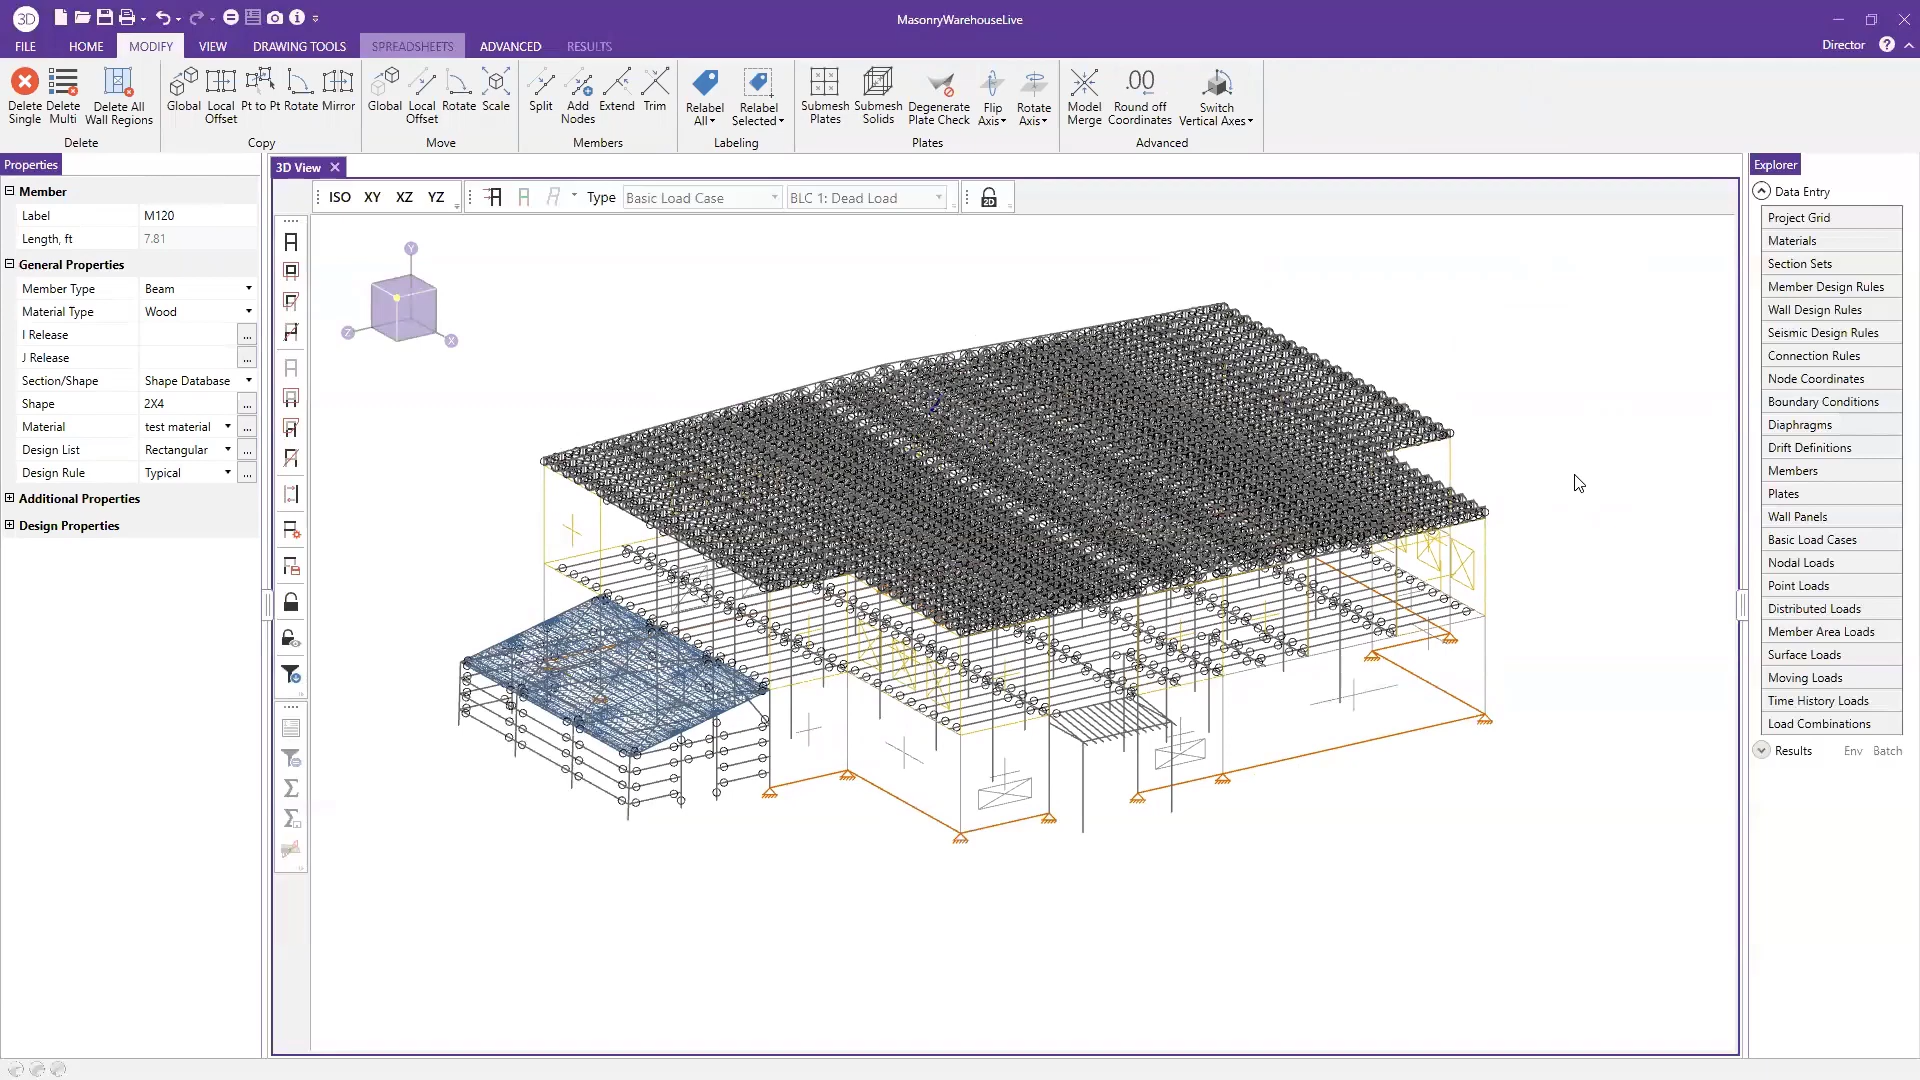 3D
MasonryWarehouseLive
FILE HOME MODIFY VIEW DRAWING TOOLS SPREADSHEETS ADVANCED RESULTS
Director
Delete Single
Delete Multi
Delete All Wall Regions
Delete
Global
Local Offset
Pt to Pt
Rotate
Mirror
Copy
Global
Local Offset
Rotate
Scale
Move
Split
Add Nodes
Extend
Trim
Members
Relabel All
Relabel Selected
Labeling
Submesh Plates
Submesh Solids
Degenerate Plate Check
Flip Axis
Rotate Axis
Plates
Model Merge
.00
Round off Coordinates
Switch Vertical Axes
Advanced
Properties
Member
Label M120
Length, ft 7.81
General Properties
Member Type Beam
Material Type Wood
I Release ...
J Release ...
Section/Shape Shape Database
Shape 2X4 ...
Material test material ...
Design List Rectangular ...
Design Rule Typical ...
Additional Properties
Design Properties
3D View
ISO XY XZ YZ Type Basic Load Case BLC 1: Dead Load 2D
Y
Z
X
Explorer
Data Entry
Project Grid
Materials
Section Sets
Member Design Rules
Wall Design Rules
Seismic Design Rules
Connection Rules
Node Coordinates
Boundary Conditions
Diaphragms
Drift Definitions
Members
Plates
Wall Panels
Basic Load Cases
Nodal Loads
Point Loads
Distributed Loads
Member Area Loads
Surface Loads
Moving Loads
Time History Loads
Load Combinations
Results Env Batch